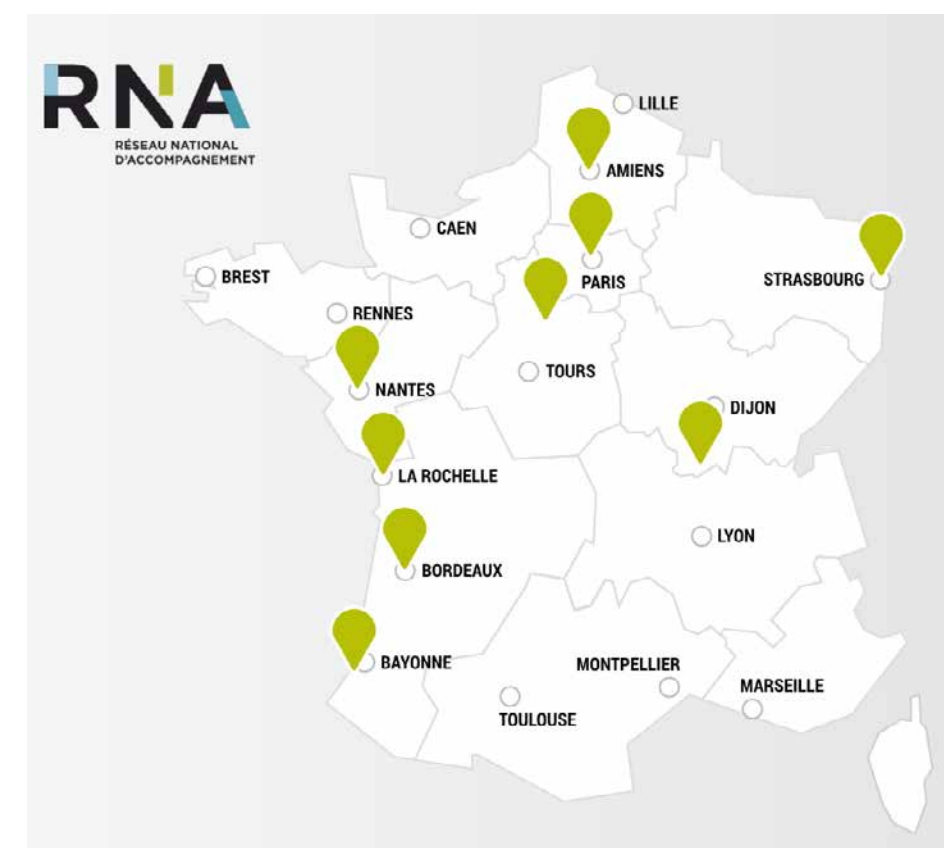 RNA
RÉSEAU NATIONAL
D'ACCOMPAGNEMENT
LILLE
AMIENS
CAEN
BREST
PARIS
STRASBOURG
RENNES
TOURS
NANTES
DIJON
LA ROCHELLE
LYON
BORDEAUX
BAYONNE
MONTPELLIER
MARSEILLE
TOULOUSE